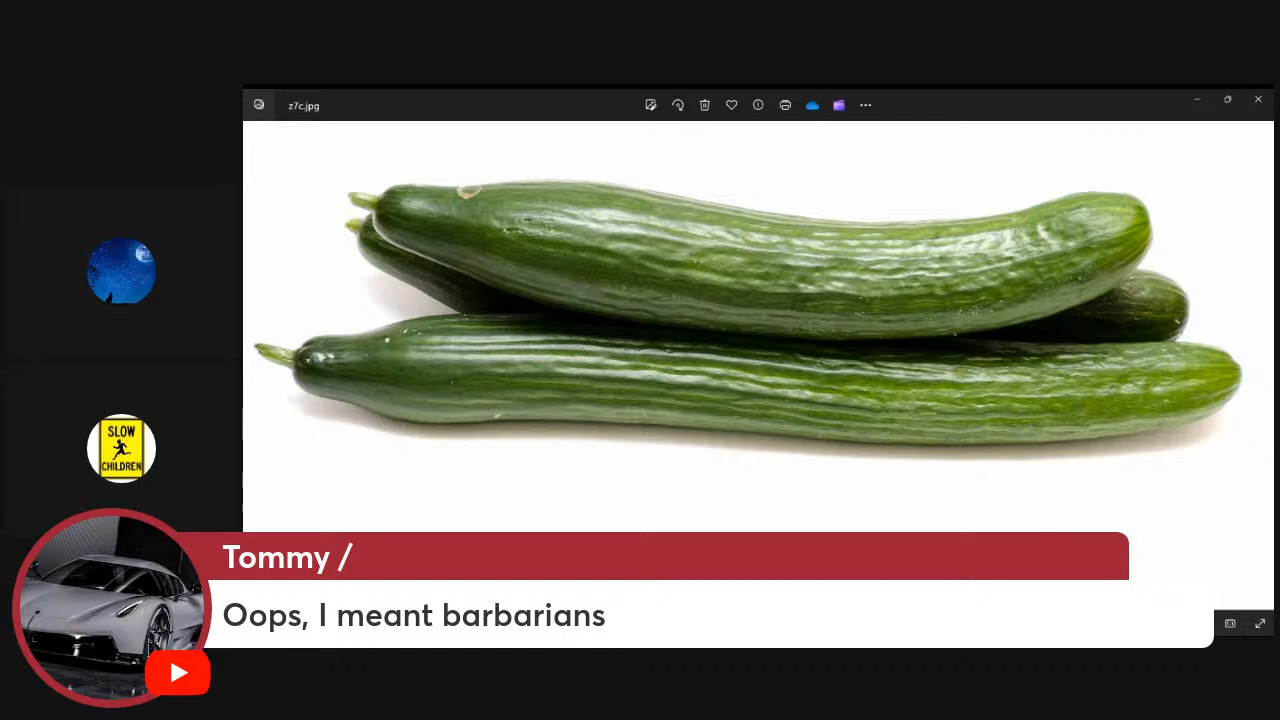 z7c.jpg
SLOW
CHILDREN
Tommy /
Oops, I meant barbarians